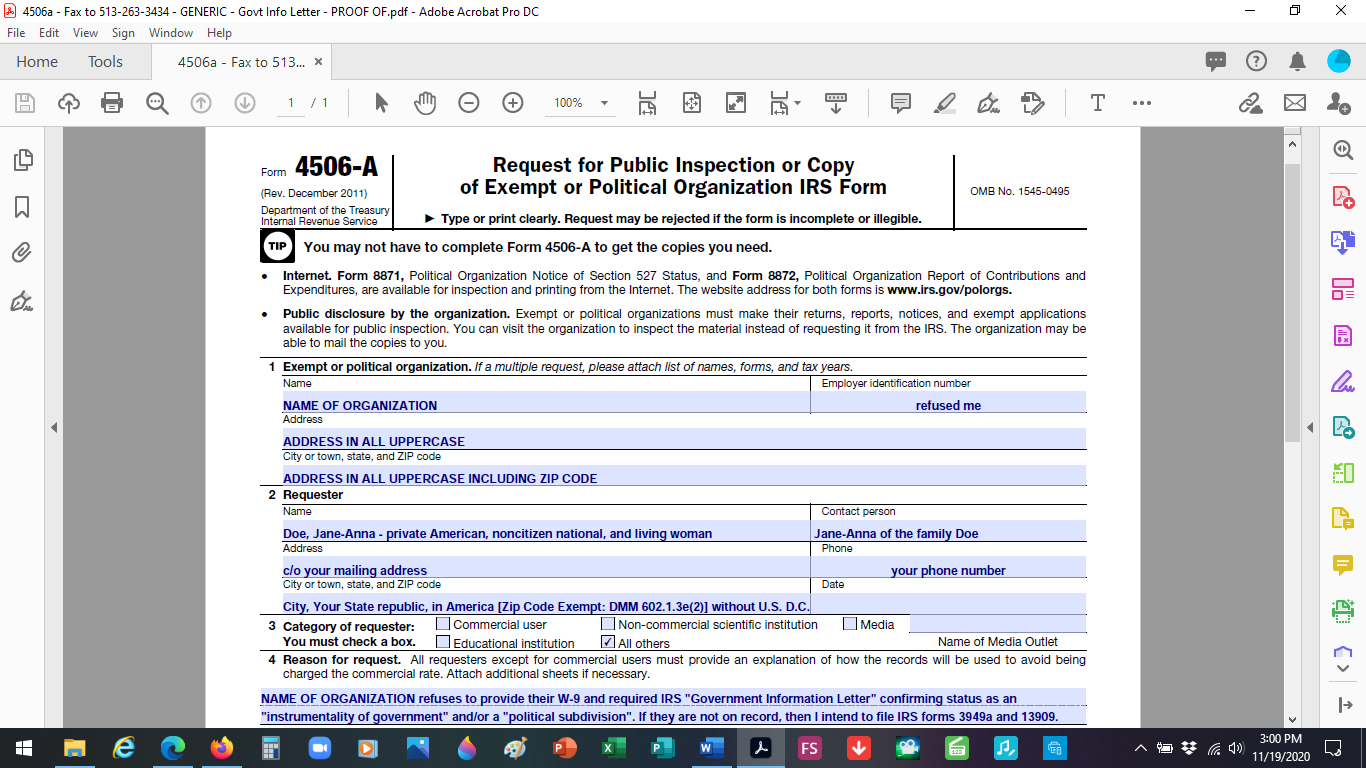 4506a - Fax to 513-263-3434 - GENERIC - Govt Info Letter - PROOF OF.pdf - Adobe Acrobat Pro DC
File Edit View Sign Window Help
Home Tools 4506a - Fax to 513... ×
1 / 1 100%
Form 4506-A
(Rev. December 2011)
Department of the Treasury
Internal Revenue Service
Request for Public Inspection or Copy
of Exempt or Political Organization IRS Form
► Type or print clearly. Request may be rejected if the form is incomplete or illegible.
OMB No. 1545-0495
TIP You may not have to complete Form 4506-A to get the copies you need.
• Internet. Form 8871, Political Organization Notice of Section 527 Status, and Form 8872, Political Organization Report of Contributions and
Expenditures, are available for inspection and printing from the Internet. The website address for both forms is www.irs.gov/polorgs.
• Public disclosure by the organization. Exempt or political organizations must make their returns, reports, notices, and exempt applications
available for public inspection. You can visit the organization to inspect the material instead of requesting it from the IRS. The organization may be
able to mail the copies to you.
1 Exempt or political organization. If a multiple request, please attach list of names, forms, and tax years.
Name Employer identification number
NAME OF ORGANIZATION refused me
Address
ADDRESS IN ALL UPPERCASE
City or town, state, and ZIP code
ADDRESS IN ALL UPPERCASE INCLUDING ZIP CODE
2 Requester
Name Contact person
Doe, Jane-Anna - private American, noncitizen national, and living woman Jane-Anna of the family Doe
Address Phone
c/o your mailing address your phone number
City or town, state, and ZIP code Date
City, Your State republic, in America [Zip Code Exempt: DMM 602.1.3e(2)] without U.S. D.C.
3 Category of requester: Commercial user Non-commercial scientific institution Media
You must check a box. Educational institution ✓ All others Name of Media Outlet
4 Reason for request. All requesters except for commercial users must provide an explanation of how the records will be used to avoid being
charged the commercial rate. Attach additional sheets if necessary.
NAME OF ORGANIZATION refuses to provide their W-9 and required IRS "Government Information Letter" confirming status as an
"instrumentality of government" and/or a "political subdivision". If they are not on record, then I intend to file IRS forms 3949a and 13909.
FS
3:00 PM
11/19/2020